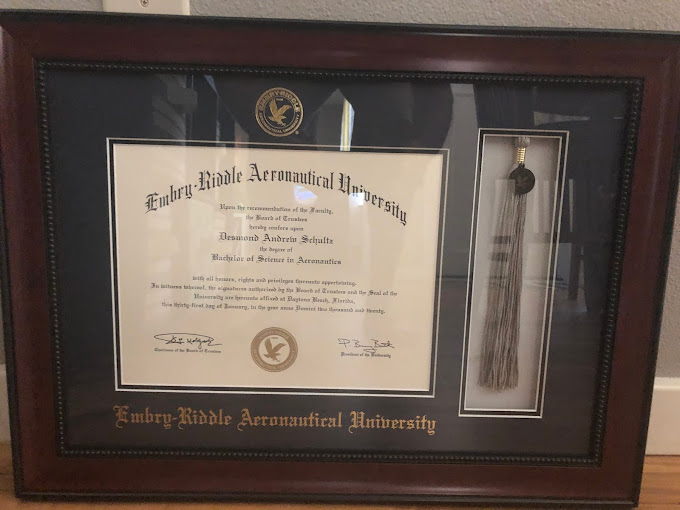 EMBRY-RIDDLE
AERONAUTICAL UNIVERSITY
Embry-Riddle Aeronautical University
Upon the recommendation of the Faculty,
the Board of Trustees
hereby confers upon
Desmond Andrew Schultz
the degree of
Bachelor of Science in Aeronautics
with all honors, rights and privileges thereunto appertaining.
In witness whereof, the signatures authorized by the Board of Trustees and the Seal of the
University are hereunto affixed at Daytona Beach, Florida,
this thirty-first day of January, in the year anno Domini two thousand and twenty.
Chairman of the Board of Trustees
President of the University
Embry-Riddle Aeronautical University